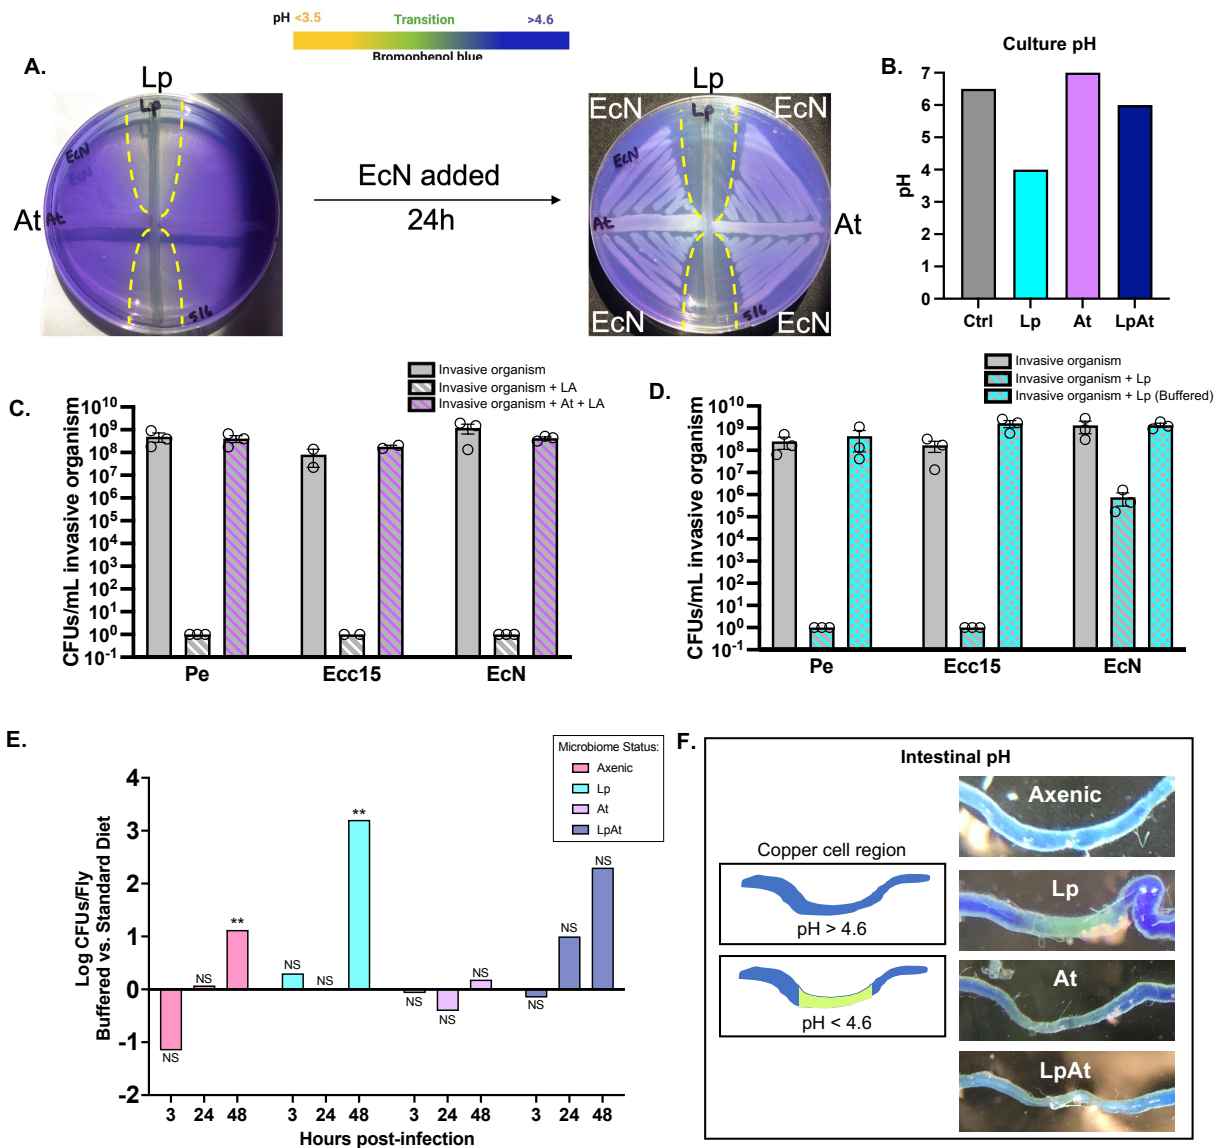 pH <3.5 Transition >4.6
Bromophenol blue
A.
Lp
Lp
EcN
EcN
At
At
516
EcN added
24h
Lp
EcN
EcN
Lp
EcN
At
At
516
EcN
EcN
B.
Culture pH
pH
7
6
5
4
3
2
1
0
Ctrl Lp At LpAt
C.
Invasive organism
Invasive organism + LA
Invasive organism + At + LA
CFUs/mL invasive organism
10^10
10^9
10^8
10^7
10^6
10^5
10^4
10^3
10^2
10^1
10^0
10^-1
Pe Ecc15 EcN
D.
Invasive organism
Invasive organism + Lp
Invasive organism + Lp (Buffered)
CFUs/mL invasive organism
10^10
10^9
10^8
10^7
10^6
10^5
10^4
10^3
10^2
10^1
10^0
10^-1
Pe Ecc15 EcN
E.
Microbiome Status:
Axenic
Lp
At
LpAt
Log CFUs/Fly
Buffered vs. Standard Diet
4
3
2
1
0
-1
-2
NS NS **
NS NS **
NS NS NS
NS NS NS
3 24 48 3 24 48 3 24 48 3 24 48
Hours post-infection
F.
Intestinal pH
Copper cell region
pH > 4.6
pH < 4.6
Axenic
Lp
At
LpAt